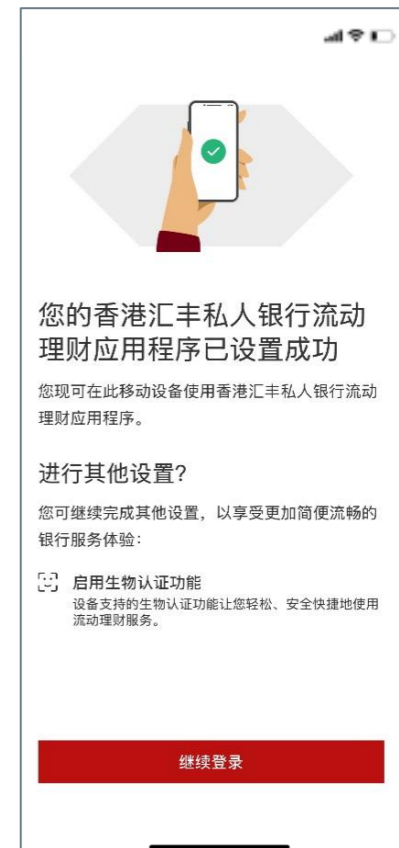 您的香港汇丰私人银行流动
理财应用程序已设置成功
您现可在此移动设备使用香港汇丰私人银行流动
理财应用程序。
进行其他设置?
您可继续完成其他设置，以享受更加简便流畅的
银行服务体验：
启用生物认证功能
设备支持的生物认证功能让您轻松、安全快捷地使用
流动理财服务。
继续登录